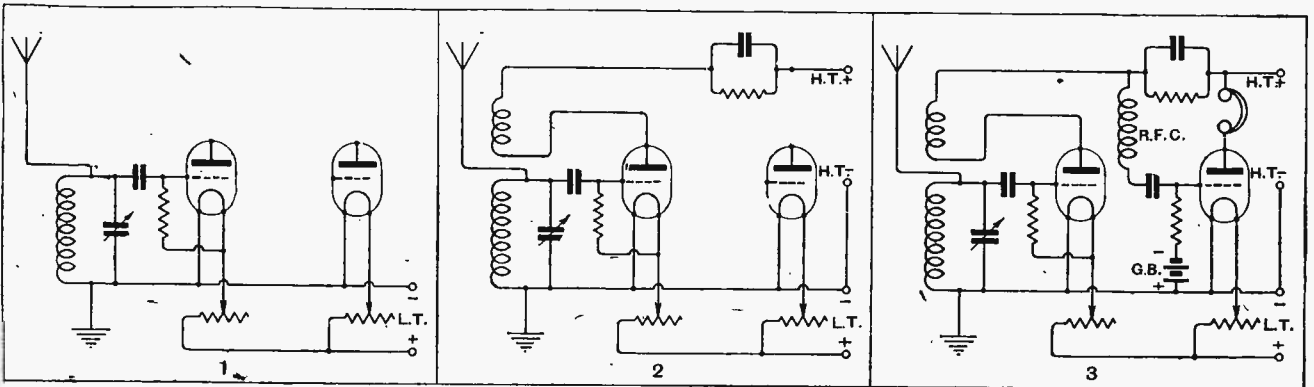 L.T.
-
+
1
H.T.+
H.T-
-
L.T.
+
2
H.T.+
R.F.C.
H.T-
-
G.B.
+
-
L.T.
+
3